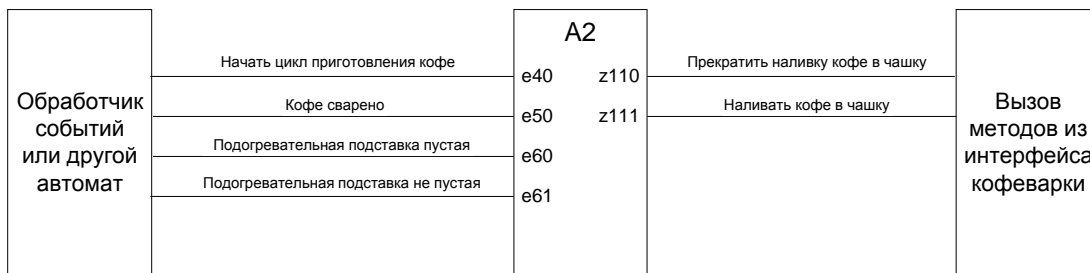 A2
Начать цикл приготовления кофе
e40
z110
Прекратить наливку кофе в чашку
Обработчик
событий
или другой
автомат
Кофе сварено
e50
z111
Наливать кофе в чашку
Вызов
методов из
интерфейса
кофеварки
Подогревательная подставка пустая
e60
Подогревательная подставка не пустая
e61